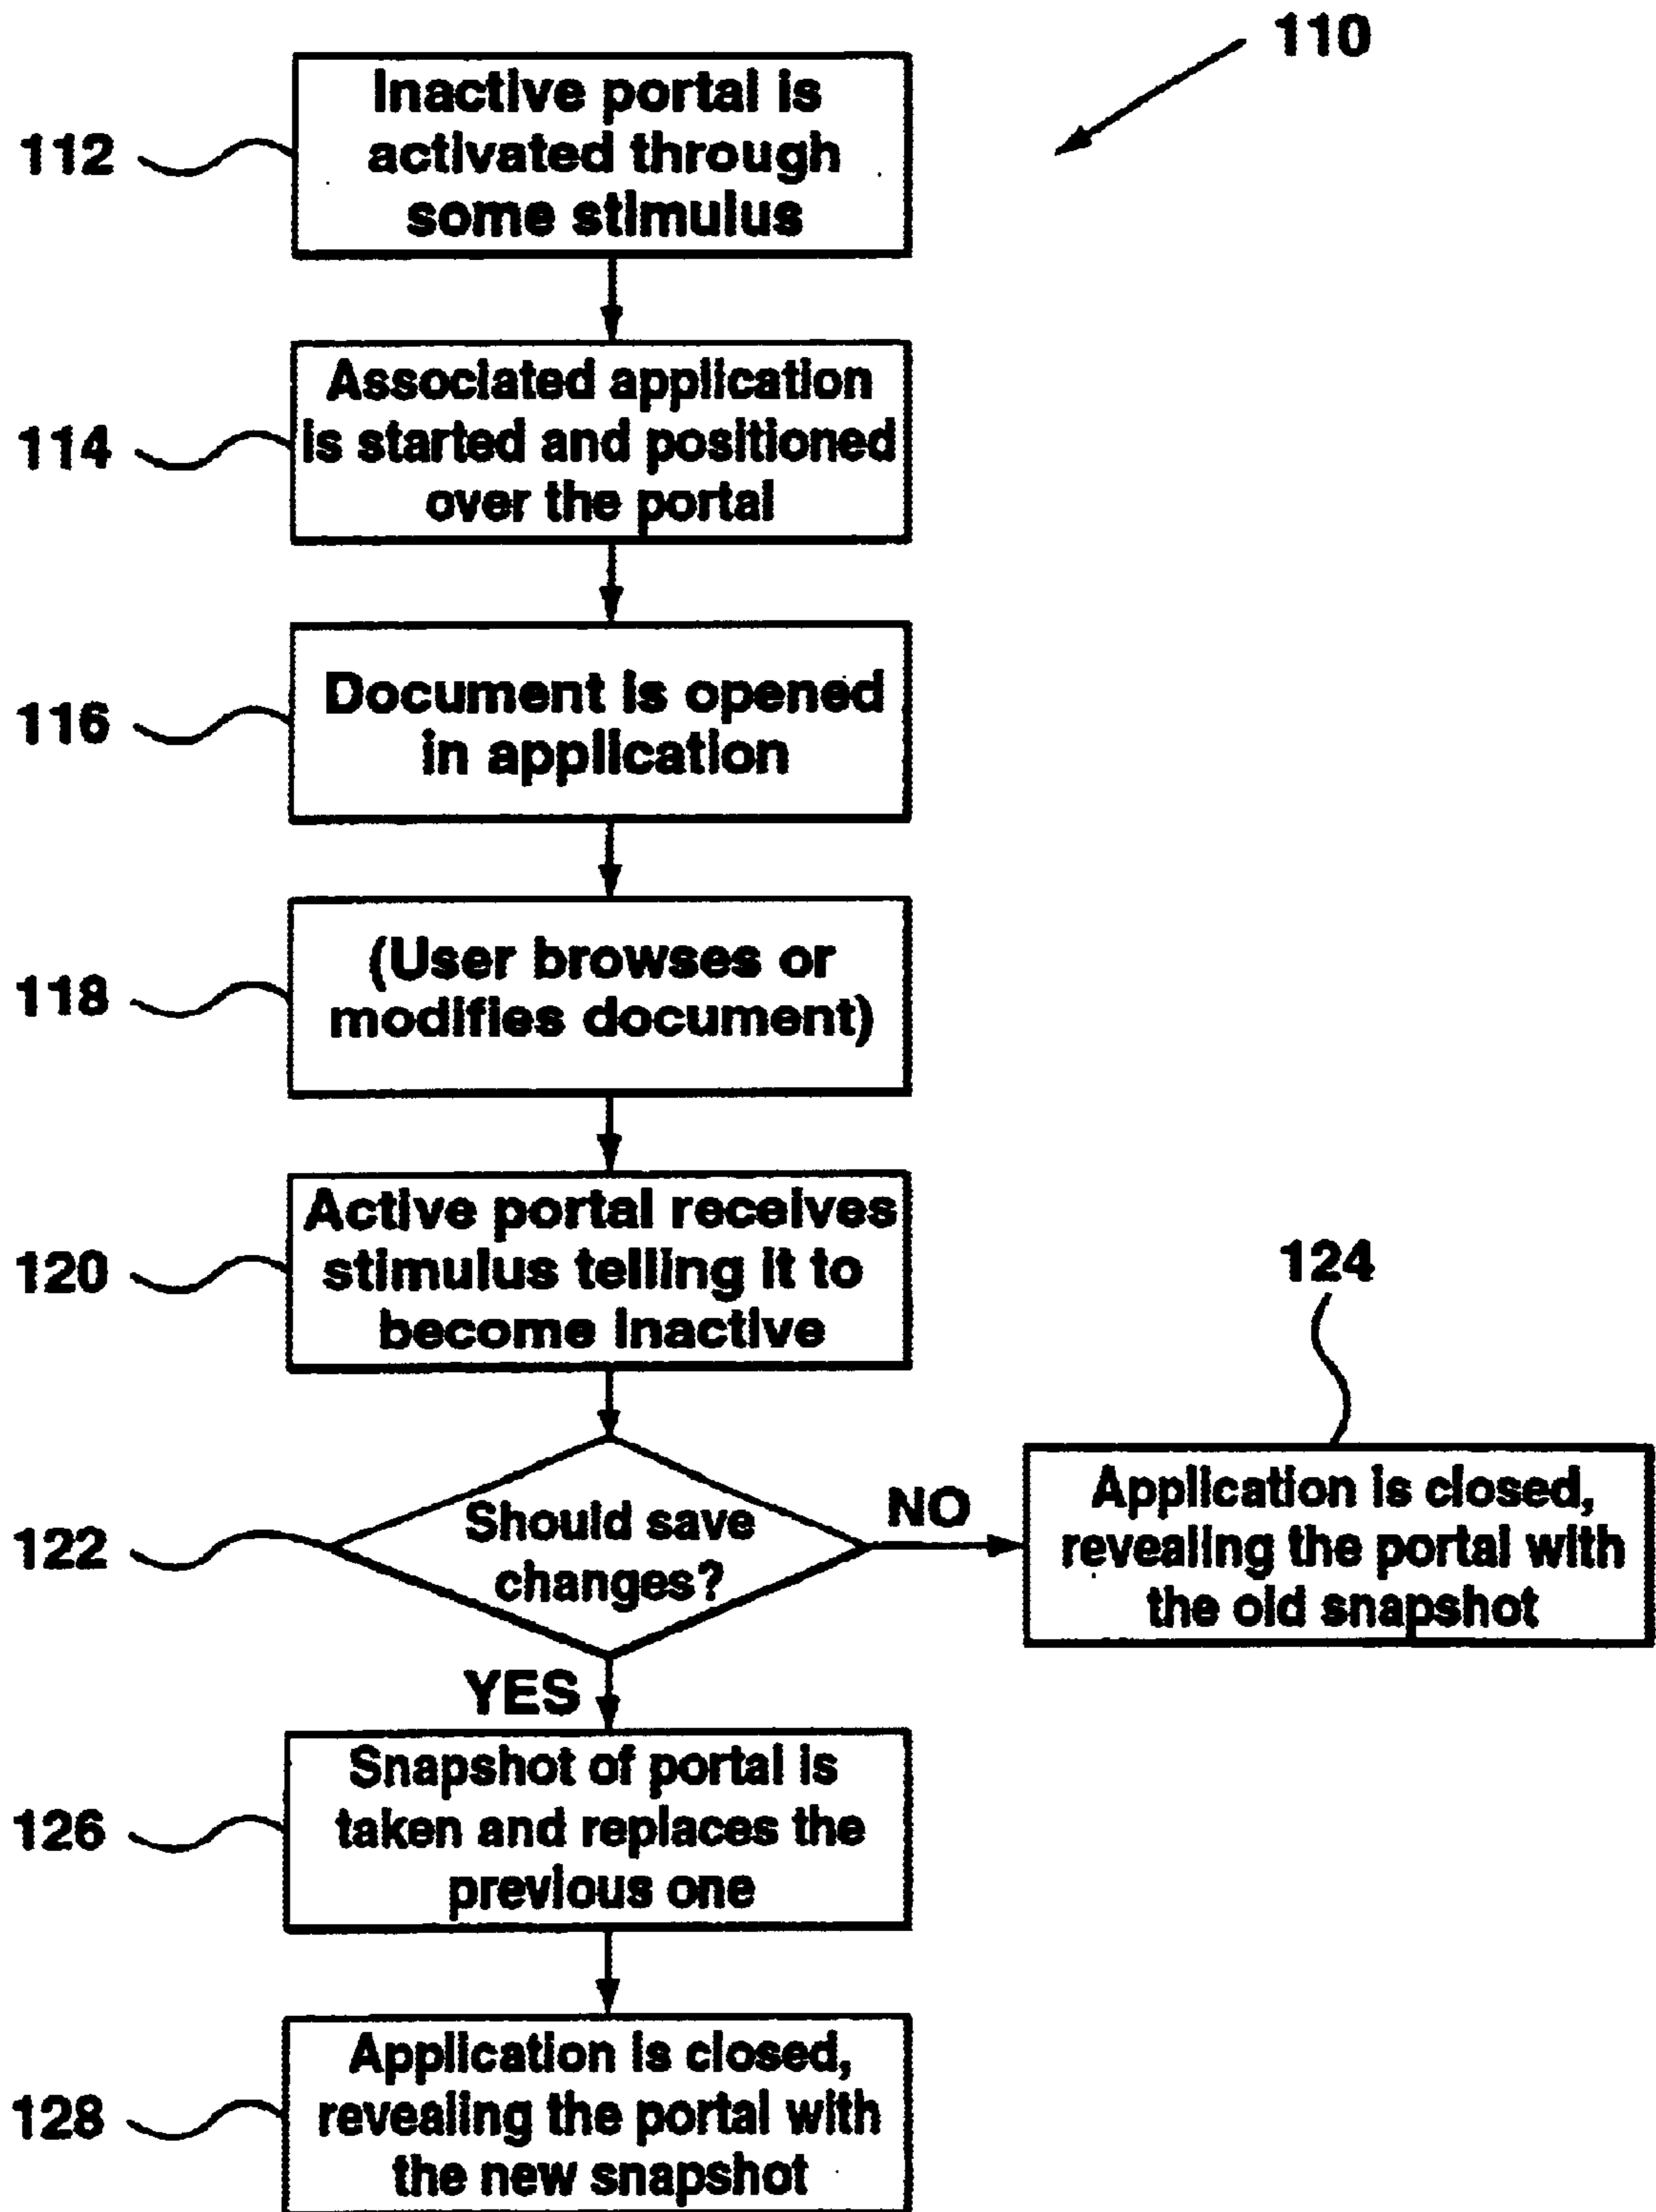 110
112
Inactive portal is
activated through
some stimulus
114
Associated application
is started and positioned
over the portal
116
Document is opened
in application
118
(User browses or
modifies document)
120
Active portal receives
stimulus telling it to
become inactive
122
Should save
changes?
NO
124
Application is closed,
revealing the portal with
the old snapshot
YES
126
Snapshot of portal is
taken and replaces the
previous one
128
Application is closed,
revealing the portal with
the new snapshot